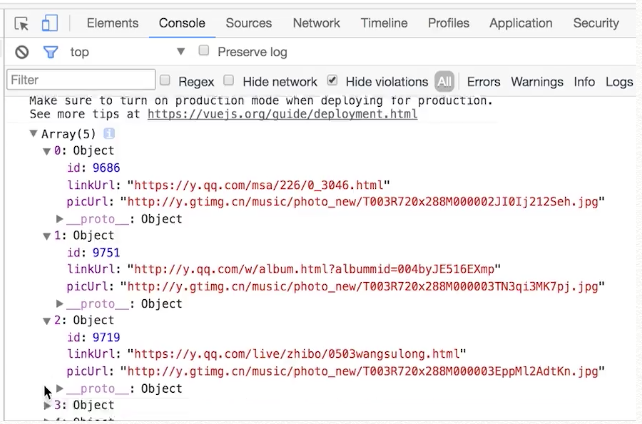 Elements Console Sources Network Timeline Profiles Application Security
top Preserve log
Filter Regex Hide network Hide violations All Errors Warnings Info Logs
Make sure to turn on production mode when deploying for production.
See more tips at https://vuejs.org/guide/deployment.html
Array(5)
0: Object
id: 9686
linkUrl: "https://y.qq.com/msa/226/0_3046.html"
picUrl: "http://y.gtimg.cn/music/photo_new/T003R720x288M000002JI0Ij212Seh.jpg"
__proto__: Object
1: Object
id: 9751
linkUrl: "http://y.qq.com/w/album.html?albummid=004byJE516EXmp"
picUrl: "http://y.gtimg.cn/music/photo_new/T003R720x288M000003TN3qi3MK7pj.jpg"
__proto__: Object
2: Object
id: 9719
linkUrl: "https://y.qq.com/live/zhibo/0503wangsulong.html"
picUrl: "http://y.gtimg.cn/music/photo_new/T003R720x288M000003EppMl2AdtKn.jpg"
__proto__: Object
3: Object
4: Object